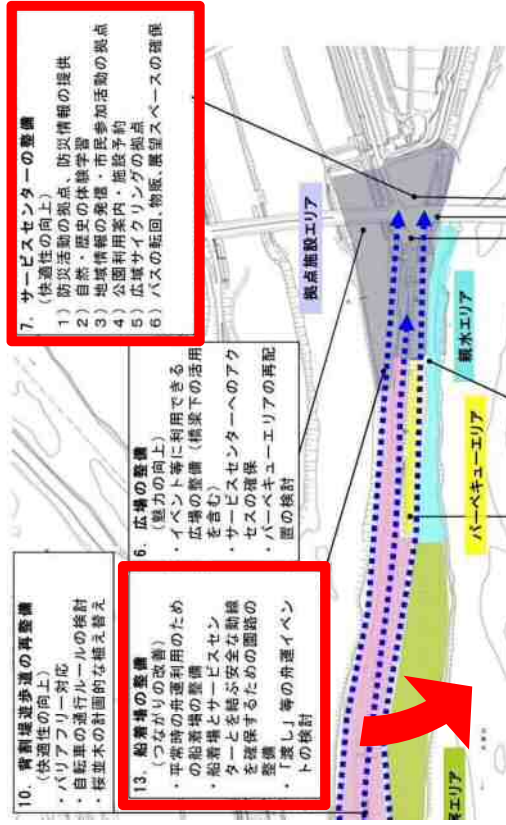 10. 背割堤遊歩道の再整備
（快適性の向上）
・バリアフリー対応
・自転車の通行ルールの検討
・桜並木の計画的な植え替え
13. 船着場の整備
（つながりの改善）
・平常時の舟運利用のため
の船着場の整備
・船着場とサービスセン
ターとを結ぶ安全な動線
を確保するための園路の
整備
・「渡し」等の舟運イベン
トの検討
6. 広場の整備
（魅力の向上）
・イベント等に利用できる
広場の整備（橋梁下の活用
を含む）
・サービスセンターへのアク
セスの確保
・バーベキューエリアの再配
置の検討
7. サービスセンターの整備
（快適性の向上）
1）防災活動の拠点、防災情報の提供
2）自然・歴史の体験学習
3）地域情報の発信・市民参加活動の拠点
4）公園利用案内・施設予約
5）広域サイクリングの拠点
6）バスの転回、物販、展望スペースの確保
拠点施設エリア
親水エリア
バーベキューエリア
エリア